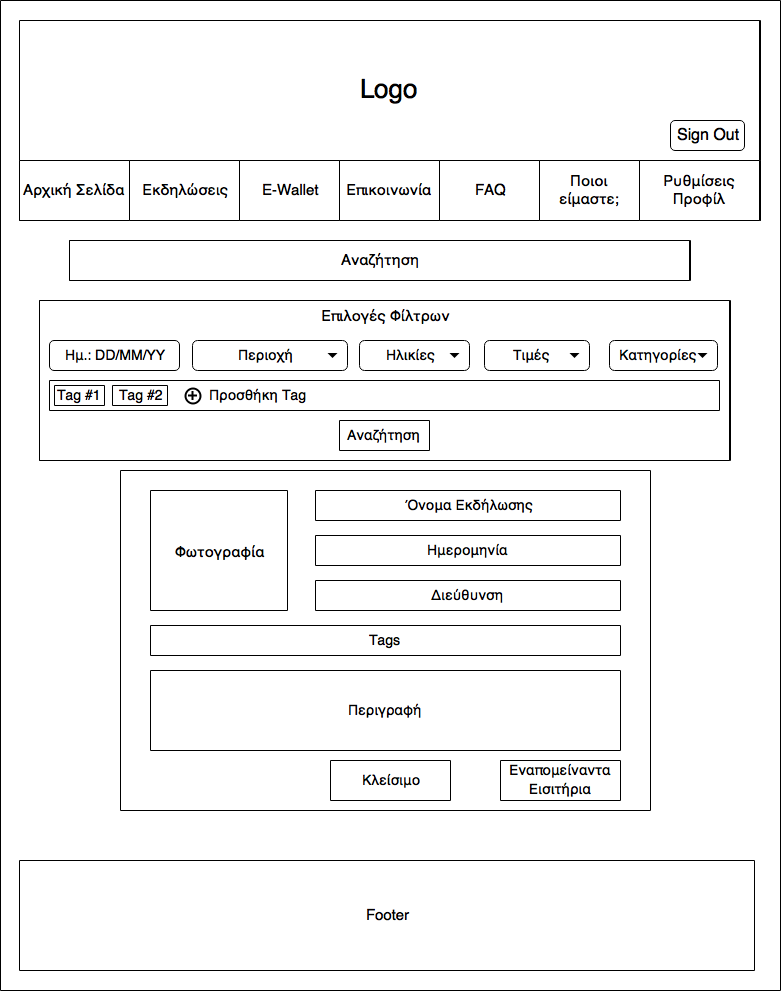 Logo
Sign Out
Αρχική Σελίδα
Εκδηλώσεις
E-Wallet
Επικοινωνία
FAQ
Ποιοι
είμαστε;
Ρυθμίσεις
Προφίλ
Αναζήτηση
Επιλογές Φίλτρων
Ημ.: DD/MM/YY
Περιοχή
Ηλικίες
Τιμές
Κατηγορίες
Tag #1
Tag #2
Προσθήκη Tag
Αναζήτηση
Φωτογραφία
Όνομα Εκδήλωσης
Ημερομηνία
Διεύθυνση
Tags
Περιγραφή
Κλείσιμο
Εναπομείναντα
Εισιτήρια
Footer